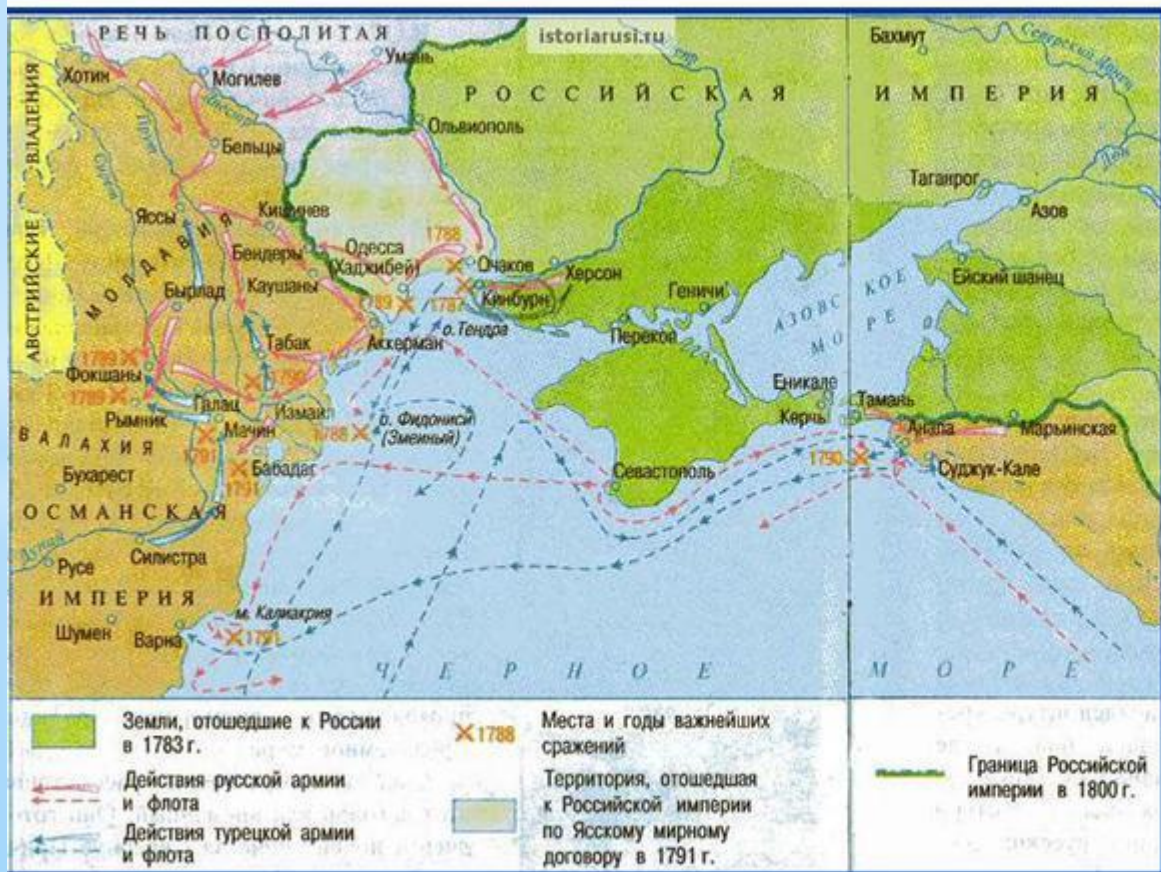 istoriarusi.ru
РЕЧЬ ПОСПОЛИТАЯ
Хотин
Могилев
Умань
Бахмут
Северский Донец
РОССИЙСКАЯ ИМПЕРИЯ
АВСТРИЙСКИЕ ВЛАДЕНИЯ
Днестр
Прут
Ольвиополь
Бельцы
Дон
Таганрог
Азов
Яссы
Кишинев
МОЛДАВИЯ
Бендеры
Одесса
(Хаджибей)
1788
Очаков
Херсон
Ейский шанец
Каушаны
Бырлад
1789
1787
Кинбурн
Геничи
АЗОВСКОЕ
МОРЕ
о. Тендра
Перекоп
Табак
Аккерман
Фокшаны
1789
1790
Еникале
Тамань
Рымник
Галац
Измаил
о. Фидониси
(Змеиный)
Керчь
Анапа
Марьинская
Мачин
1788
ВАЛАХИЯ
1791
Бабадаг
Севастополь
1790
Суджук-Кале
Бухарест
1791
ОСМАНСКАЯ
Дунай
Силистра
Русе
ИМПЕРИЯ
м. Калиакрия
Шумен
Варна
1791
ЧЕРНОЕ МОРЕ
Земли, отошедшие к России
в 1783 г.
Действия русской армии
и флота
Действия турецкой армии
и флота
1788
Места и годы важнейших
сражений
Территория, отошедшая
к Российской империи
по Ясскому мирному
договору в 1791 г.
Граница Российской
империи в 1800 г.